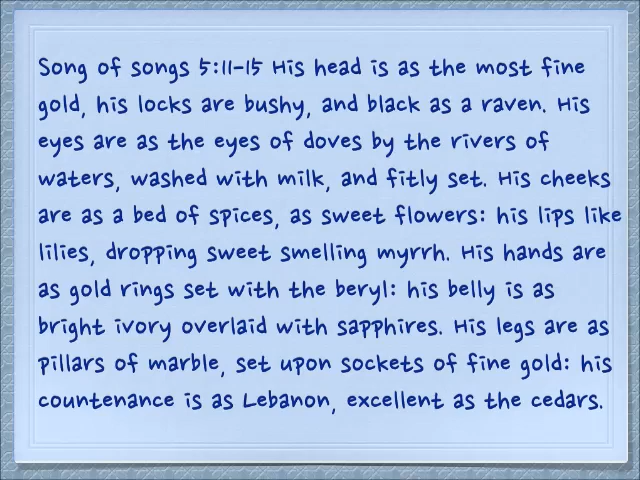 Song of songs 5:11-15 His head is as the most fine
gold, his locks are bushy, and black as a raven. His
eyes are as the eyes of doves by the rivers of
waters, washed with milk, and fitly set. His cheeks
are as a bed of spices, as sweet flowers: his lips like
lilies, dropping sweet smelling myrrh. His hands are
as gold rings set with the beryl: his belly is as
bright ivory overlaid with sapphires. His legs are as
pillars of marble, set upon sockets of fine gold: his
countenance is as Lebanon, excellent as the cedars.